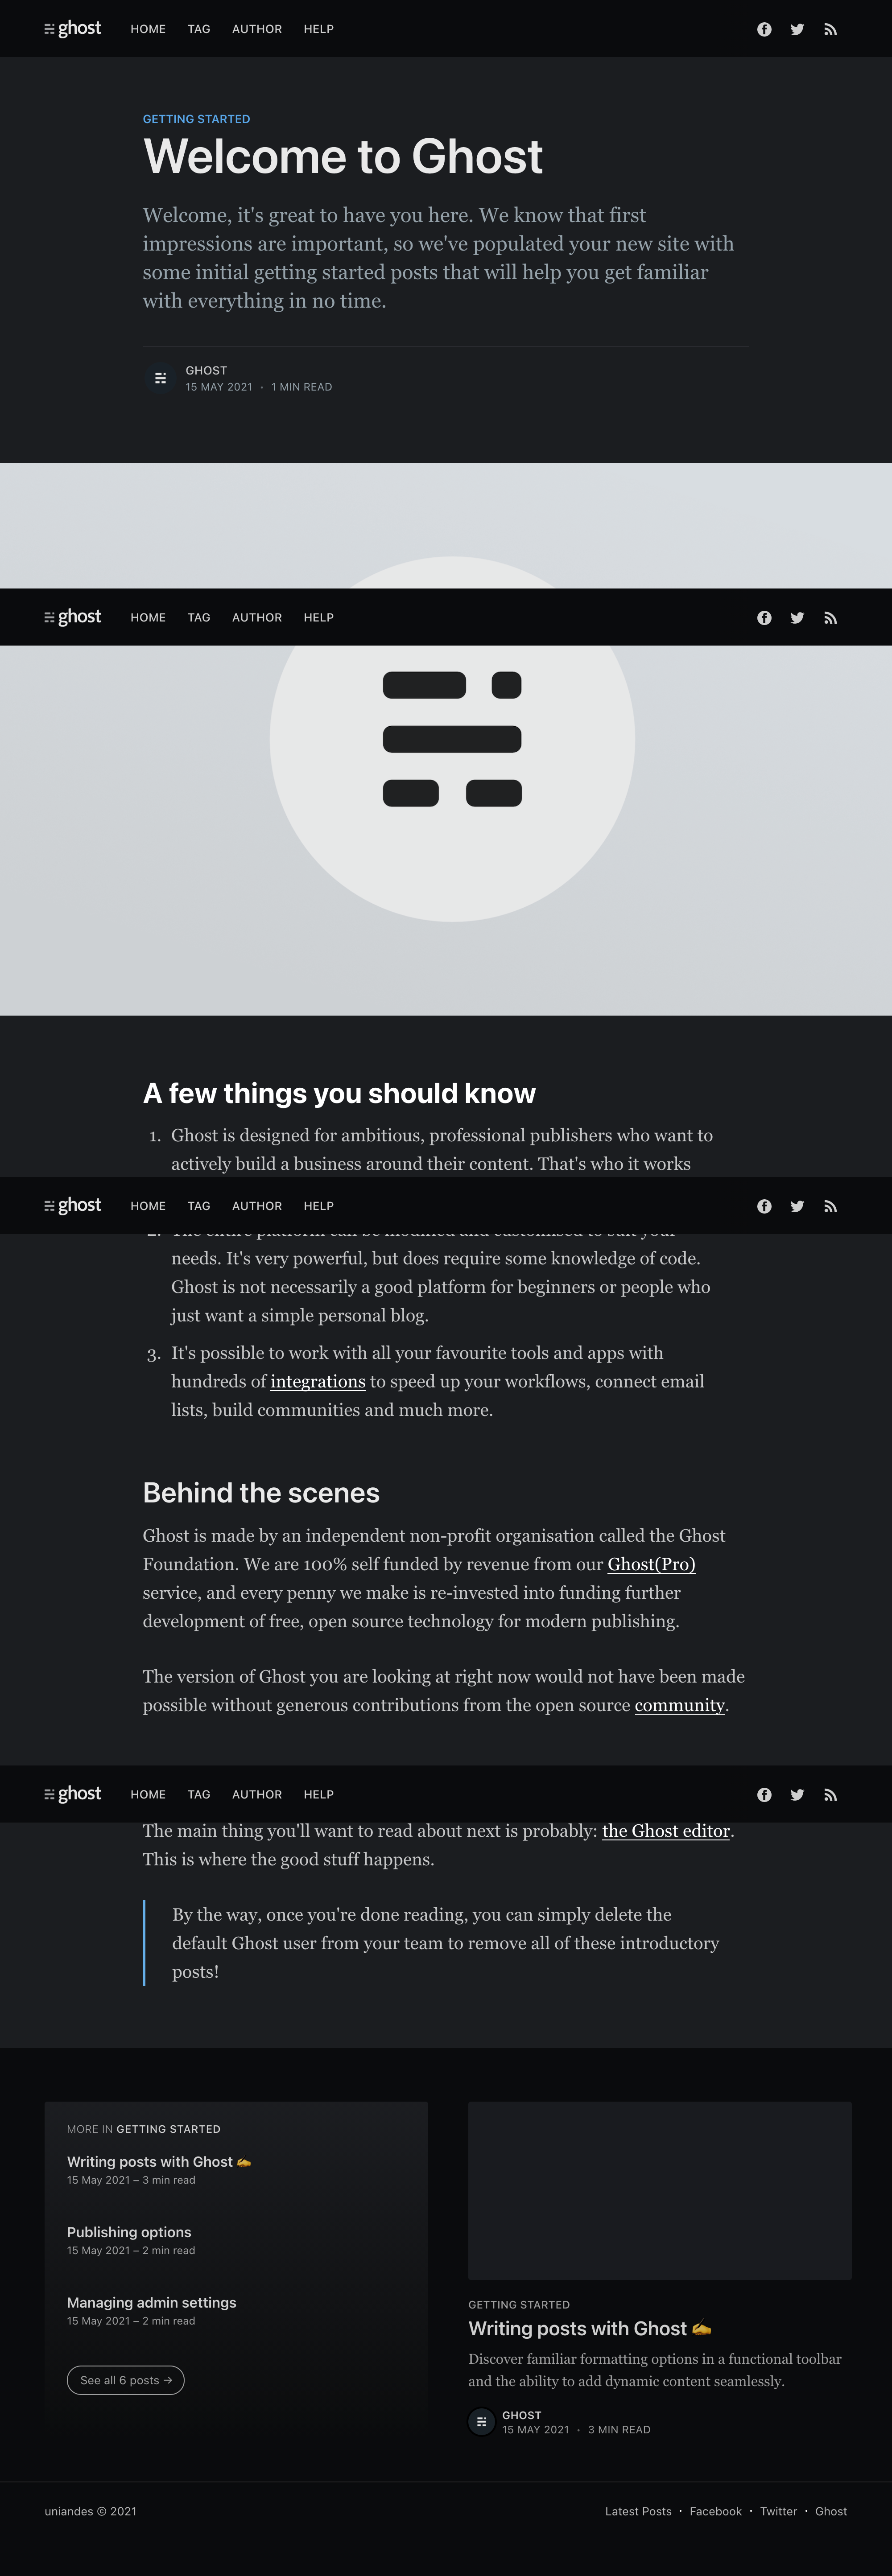 ghost HOME TAG AUTHOR HELP
GETTING STARTED
Welcome to Ghost
Welcome, it's great to have you here. We know that first
impressions are important, so we've populated your new site with
some initial getting started posts that will help you get familiar
with everything in no time.
GHOST
15 MAY 2021 • 1 MIN READ
ghost HOME TAG AUTHOR HELP
A few things you should know
1. Ghost is designed for ambitious, professional publishers who want to
actively build a business around their content. That's who it works
ghost HOME TAG AUTHOR HELP
2. The entire platform can be modified and customised to suit your
needs. It's very powerful, but does require some knowledge of code.
Ghost is not necessarily a good platform for beginners or people who
just want a simple personal blog.
3. It's possible to work with all your favourite tools and apps with
hundreds of integrations to speed up your workflows, connect email
lists, build communities and much more.
Behind the scenes
Ghost is made by an independent non-profit organisation called the Ghost
Foundation. We are 100% self funded by revenue from our Ghost(Pro)
service, and every penny we make is re-invested into funding further
development of free, open source technology for modern publishing.
The version of Ghost you are looking at right now would not have been made
possible without generous contributions from the open source community.
ghost HOME TAG AUTHOR HELP
The main thing you'll want to read about next is probably: the Ghost editor.
This is where the good stuff happens.
By the way, once you're done reading, you can simply delete the
default Ghost user from your team to remove all of these introductory
posts!
MORE IN GETTING STARTED
Writing posts with Ghost ✍️
15 May 2021 – 3 min read
Publishing options
15 May 2021 – 2 min read
Managing admin settings
15 May 2021 – 2 min read
See all 6 posts →
GETTING STARTED
Writing posts with Ghost ✍️
Discover familiar formatting options in a functional toolbar
and the ability to add dynamic content seamlessly.
GHOST
15 MAY 2021 • 3 MIN READ
uniandes © 2021
Latest Posts • Facebook • Twitter • Ghost